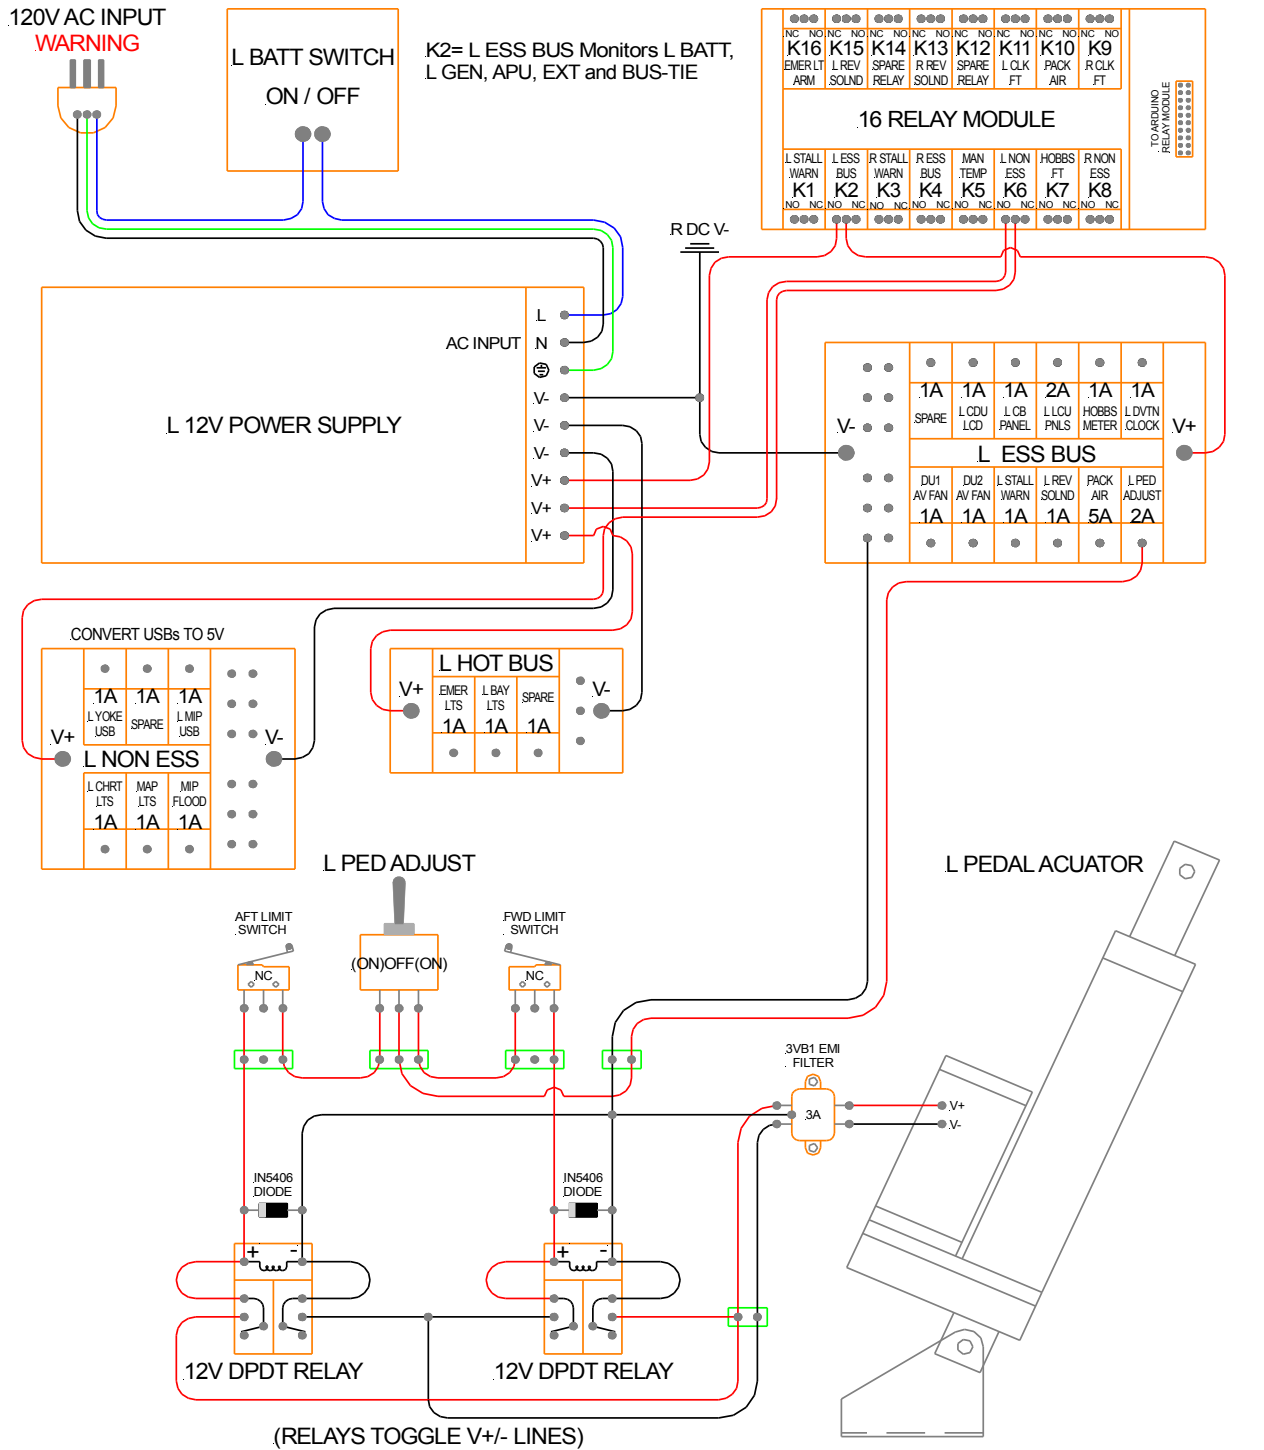 120V AC INPUT
WARNING
L BATT SWITCH
ON / OFF
K2= L ESS BUS Monitors L BATT,
L GEN, APU, EXT and BUS-TIE
NC NO NC NO NC NO NC NO NC NO NC NO NC NO NC NO
K16 K15 K14 K13 K12 K11 K10 K9
EMER LT L REV SPARE R REV SPARE L CLK PACK R CLK
ARM SOLND RELAY SOLND RELAY FT AIR FT
16 RELAY MODULE
TO ARDUINO
RELAY MODULE
L STALL L ESS R STALL R ESS MAN L NON HOBBS R NON
WARN BUS WARN BUS TEMP ESS FT ESS
K1 K2 K3 K4 K5 K6 K7 K8
NO NC NO NC NO NC NO NC NO NC NO NC NO NC NO NC
R DC V-
L 12V POWER SUPPLY
AC INPUT
L
N
V-
V-
V-
V+
V+
V+
1A 1A 1A 2A 1A 1A
SPARE L CDU L CB L LCU HOBBS L DVTN
LCD PANEL PNLS METER CLOCK
V- V+
L ESS BUS
DU1 DU2 L STALL L REV PACK L PED
AV FAN AV FAN WARN SOLND AIR ADJUST
1A 1A 1A 1A 5A 2A
CONVERT USBs TO 5V
1A 1A 1A
L YOKE SPARE L MIP
USB USB
V+ V-
L NON ESS
L CHRT MAP MIP
LTS LTS FLOOD
1A 1A 1A
L HOT BUS
V+ V-
EMER L BAY SPARE
LTS LTS
1A 1A 1A
L PED ADJUST
AFT LIMIT
SWITCH
NC
(ON)OFF(ON)
FWD LIMIT
SWITCH
NC
L PEDAL ACUATOR
3VB1 EMI
FILTER
3A
V+
V-
IN5406
DIODE
IN5406
DIODE
+ -
+ -
12V DPDT RELAY
12V DPDT RELAY
(RELAYS TOGGLE V+/- LINES)